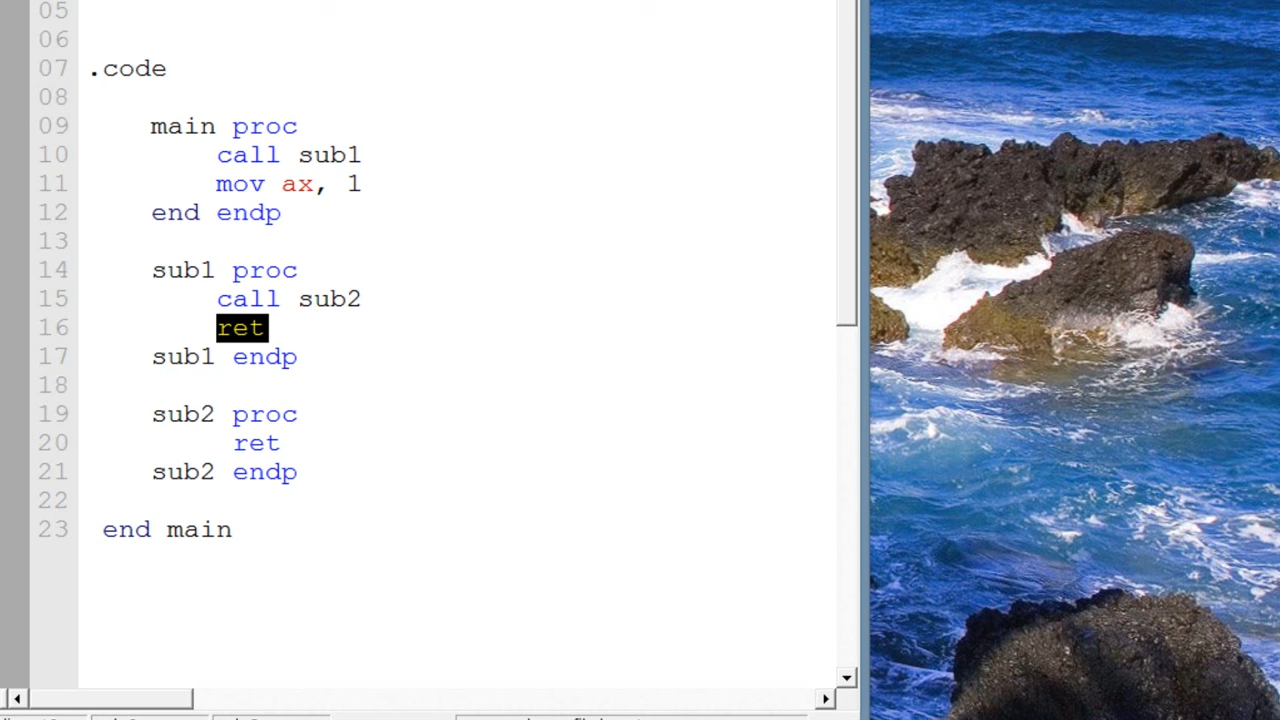 05
06
07 .code
08
09 main proc
10 call sub1
11 mov ax, 1
12 end endp
13
14 sub1 proc
15 call sub2
16 ret
17 sub1 endp
18
19 sub2 proc
20 ret
21 sub2 endp
22
23 end main